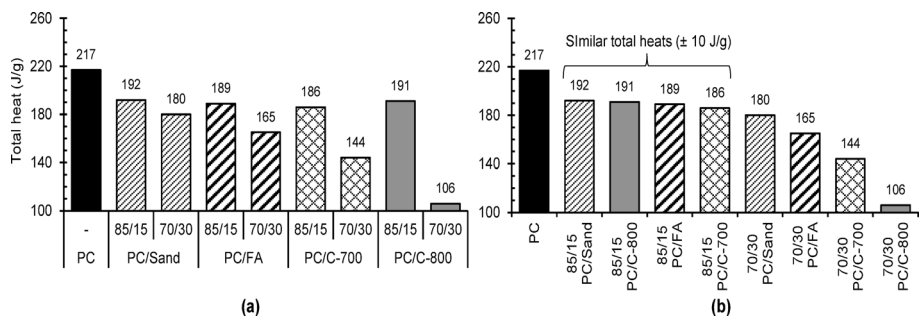 260
220
180
140
100
Total heat (J/g)
217
192
180
189
165
186
144
191
106
-
85/15
70/30
85/15
70/30
85/15
70/30
85/15
70/30
PC
PC/Sand
PC/FA
PC/C-700
PC/C-800
(a)
260
220
180
140
100
SImilar total heats (± 10 J/g)
217
192
191
189
186
180
165
144
106
PC
85/15
PC/Sand
85/15
PC/C-800
85/15
PC/FA
85/15
PC/C-700
70/30
PC/Sand
70/30
PC/FA
70/30
PC/C-700
70/30
PC/C-800
(b)